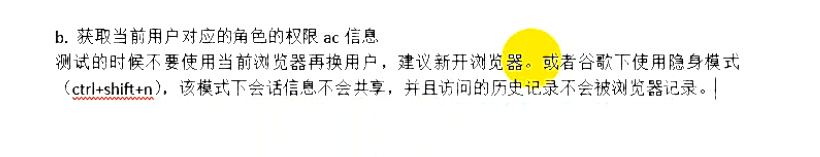 b. 获取当前用户对应的角色的权限 ac 信息
测试的时候不要使用当前浏览器再换用户，建议新开浏览器。或者谷歌下使用隐身模式
（ctrl+shift+n），该模式下会话信息不会共享，并且访问的历史记录不会被浏览器记录。